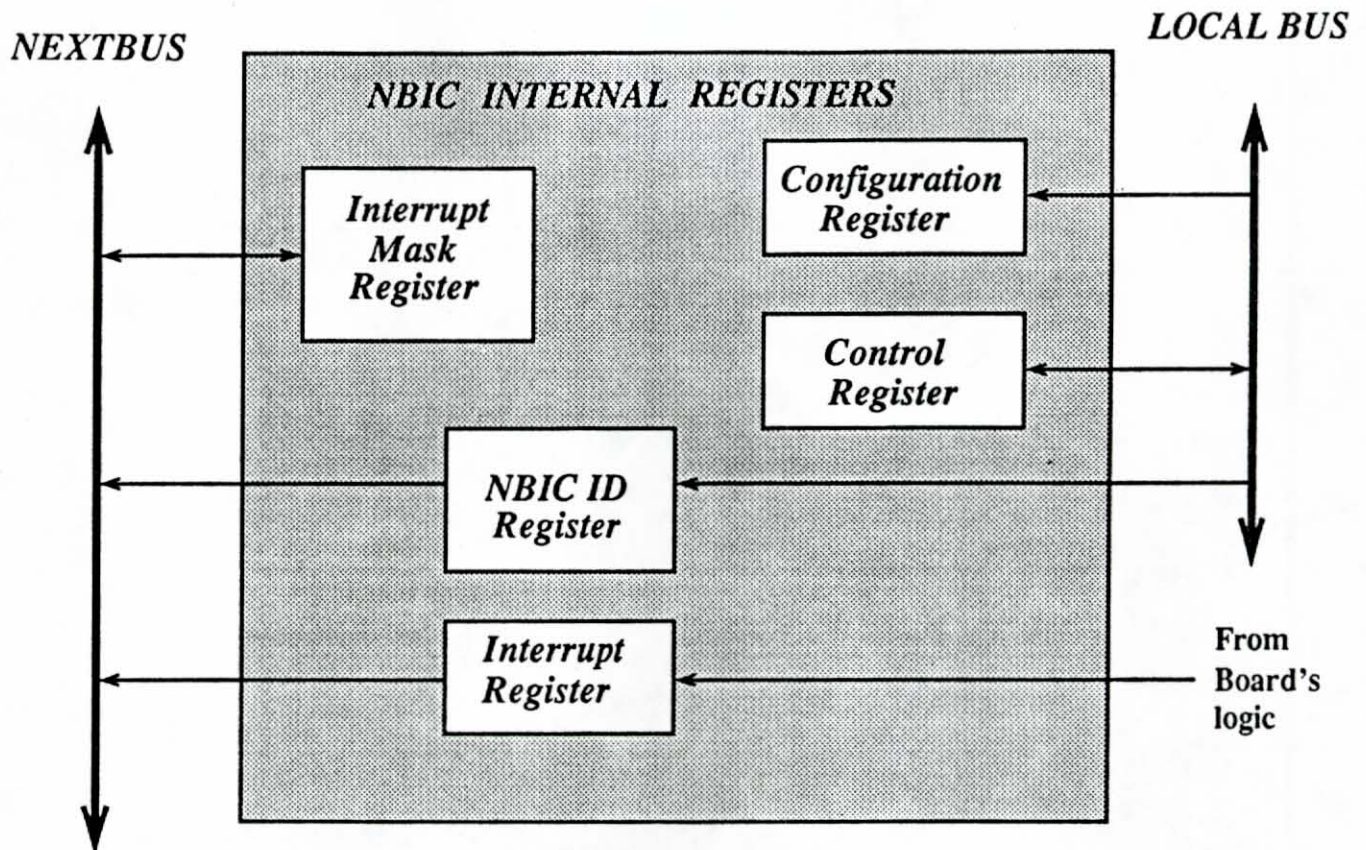 NEXTBUS
LOCAL BUS
NBIC INTERNAL REGISTERS
Interrupt
Mask
Register
Configuration
Register
Control
Register
NBIC ID
Register
Interrupt
Register
From
Board's
logic